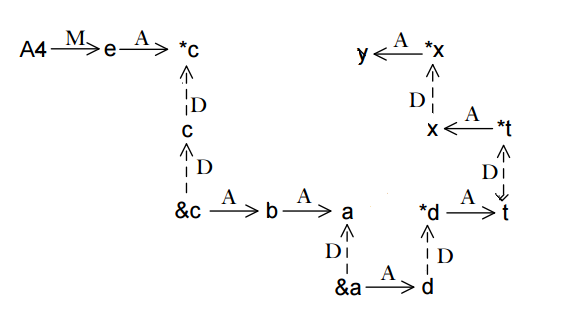 A4 M e A *c y A *x
D D
c x A *t
D D
&c A b A a *d A t
D D
&a A d